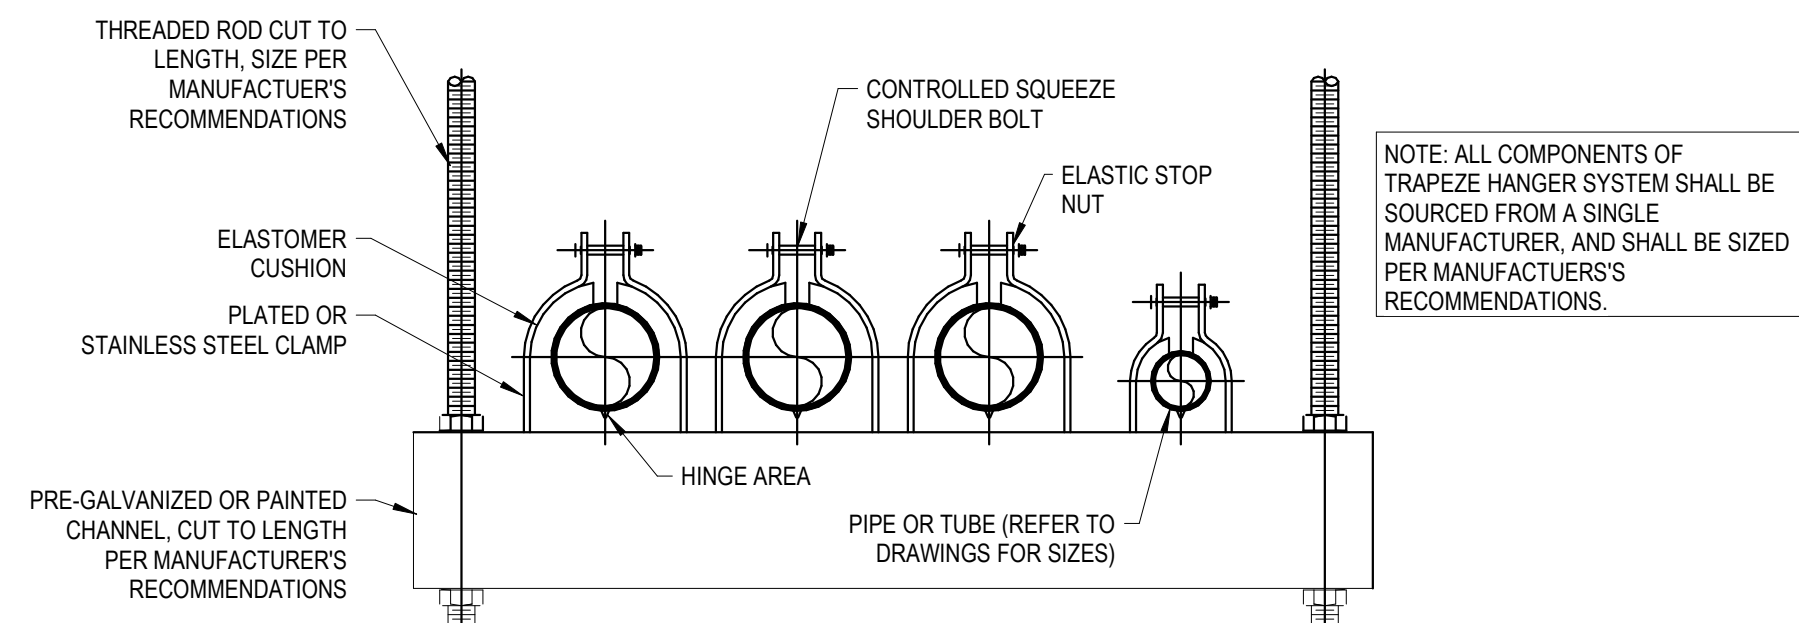 THREADED ROD CUT TO
LENGTH, SIZE PER
MANUFACTUER'S
RECOMMENDATIONS
CONTROLLED SQUEEZE
SHOULDER BOLT
ELASTIC STOP
NUT
NOTE: ALL COMPONENTS OF
TRAPEZE HANGER SYSTEM SHALL BE
SOURCED FROM A SINGLE
MANUFACTURER, AND SHALL BE SIZED
PER MANUFACTUERS'S
RECOMMENDATIONS.
ELASTOMER
CUSHION
PLATED OR
STAINLESS STEEL CLAMP
HINGE AREA
PRE-GALVANIZED OR PAINTED
CHANNEL, CUT TO LENGTH
PER MANUFACTURER'S
RECOMMENDATIONS
PIPE OR TUBE (REFER TO
DRAWINGS FOR SIZES)